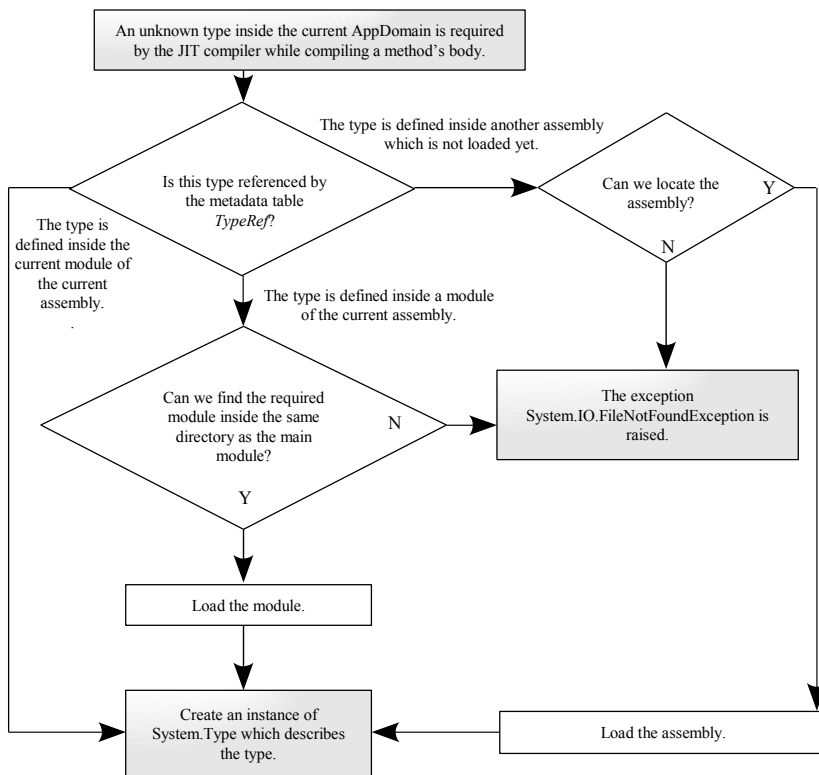 An unknown type inside the current AppDomain is required
by the JIT compiler while compiling a method’s body.
The type is defined inside another assembly
which is not loaded yet.
Is this type referenced by
the metadata table
TypeRef?
Can we locate the
assembly?
Y
N
The type is
defined inside the
current module of
the current
assembly.
.
The type is defined inside a module
of the current assembly.
Can we find the required
module inside the same
directory as the main
module?
N
Y
The exception
System.IO.FileNotFoundException is
raised.
Load the module.
Create an instance of
System.Type which describes
the type.
Load the assembly.